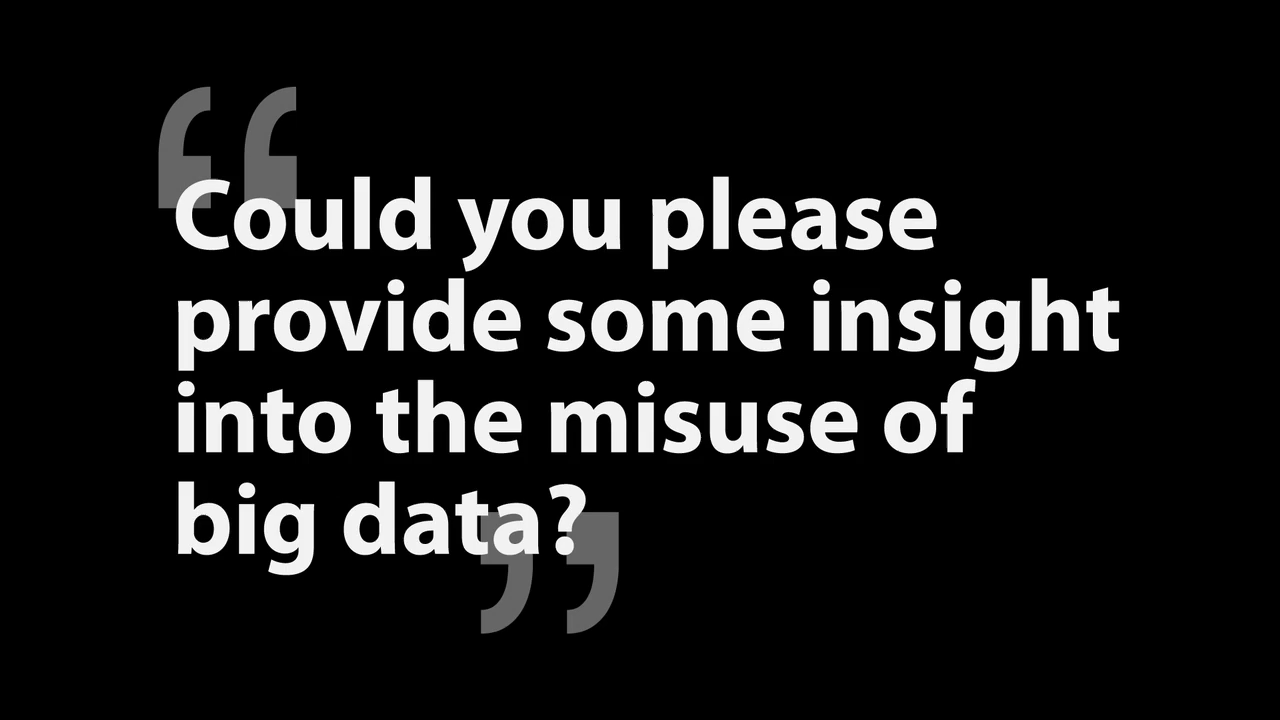 “Could you please
provide some insight
into the misuse of
big data?”